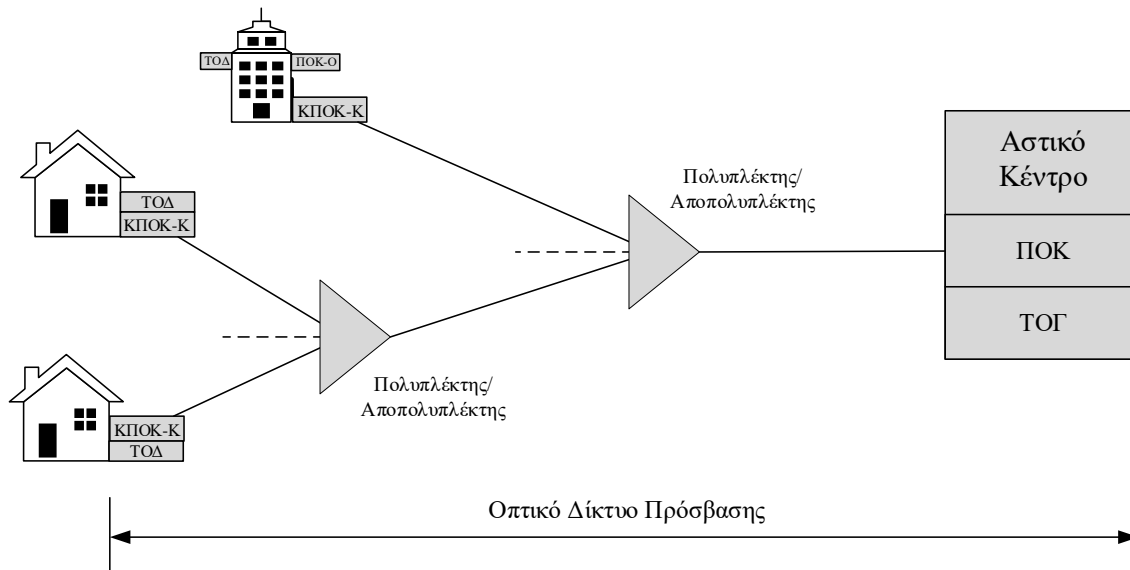 ΤΟΔ
ΠΟΚ-Ο
ΚΠΟΚ-Κ
ΤΟΔ
ΚΠΟΚ-Κ
Πολυπλέκτης/
Αποπολυπλέκτης
Αστικό
Κέντρο
ΠΟΚ
ΤΟΓ
Πολυπλέκτης/
Αποπολυπλέκτης
ΚΠΟΚ-Κ
ΤΟΔ
Οπτικό Δίκτυο Πρόσβασης